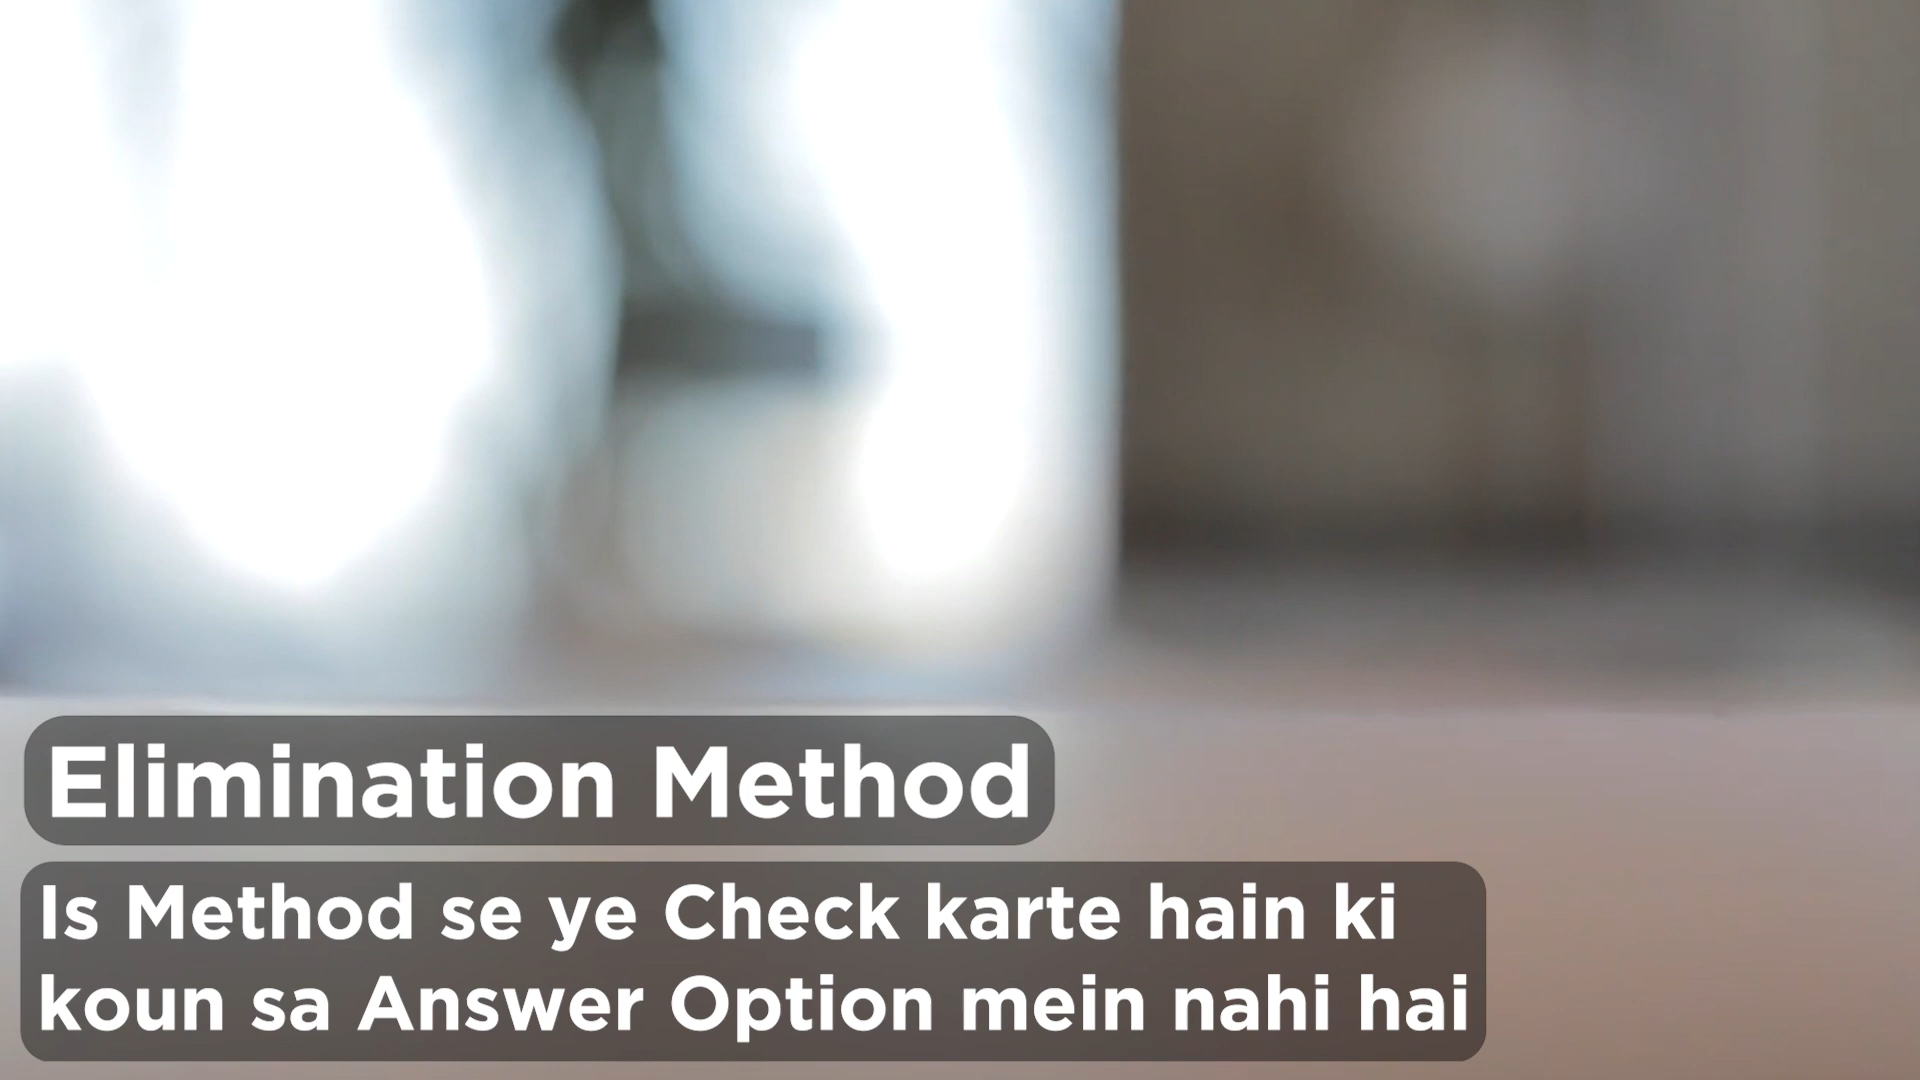 Elimination Method
Is Method se ye Check karte hain ki
koun sa Answer Option mein nahi hai